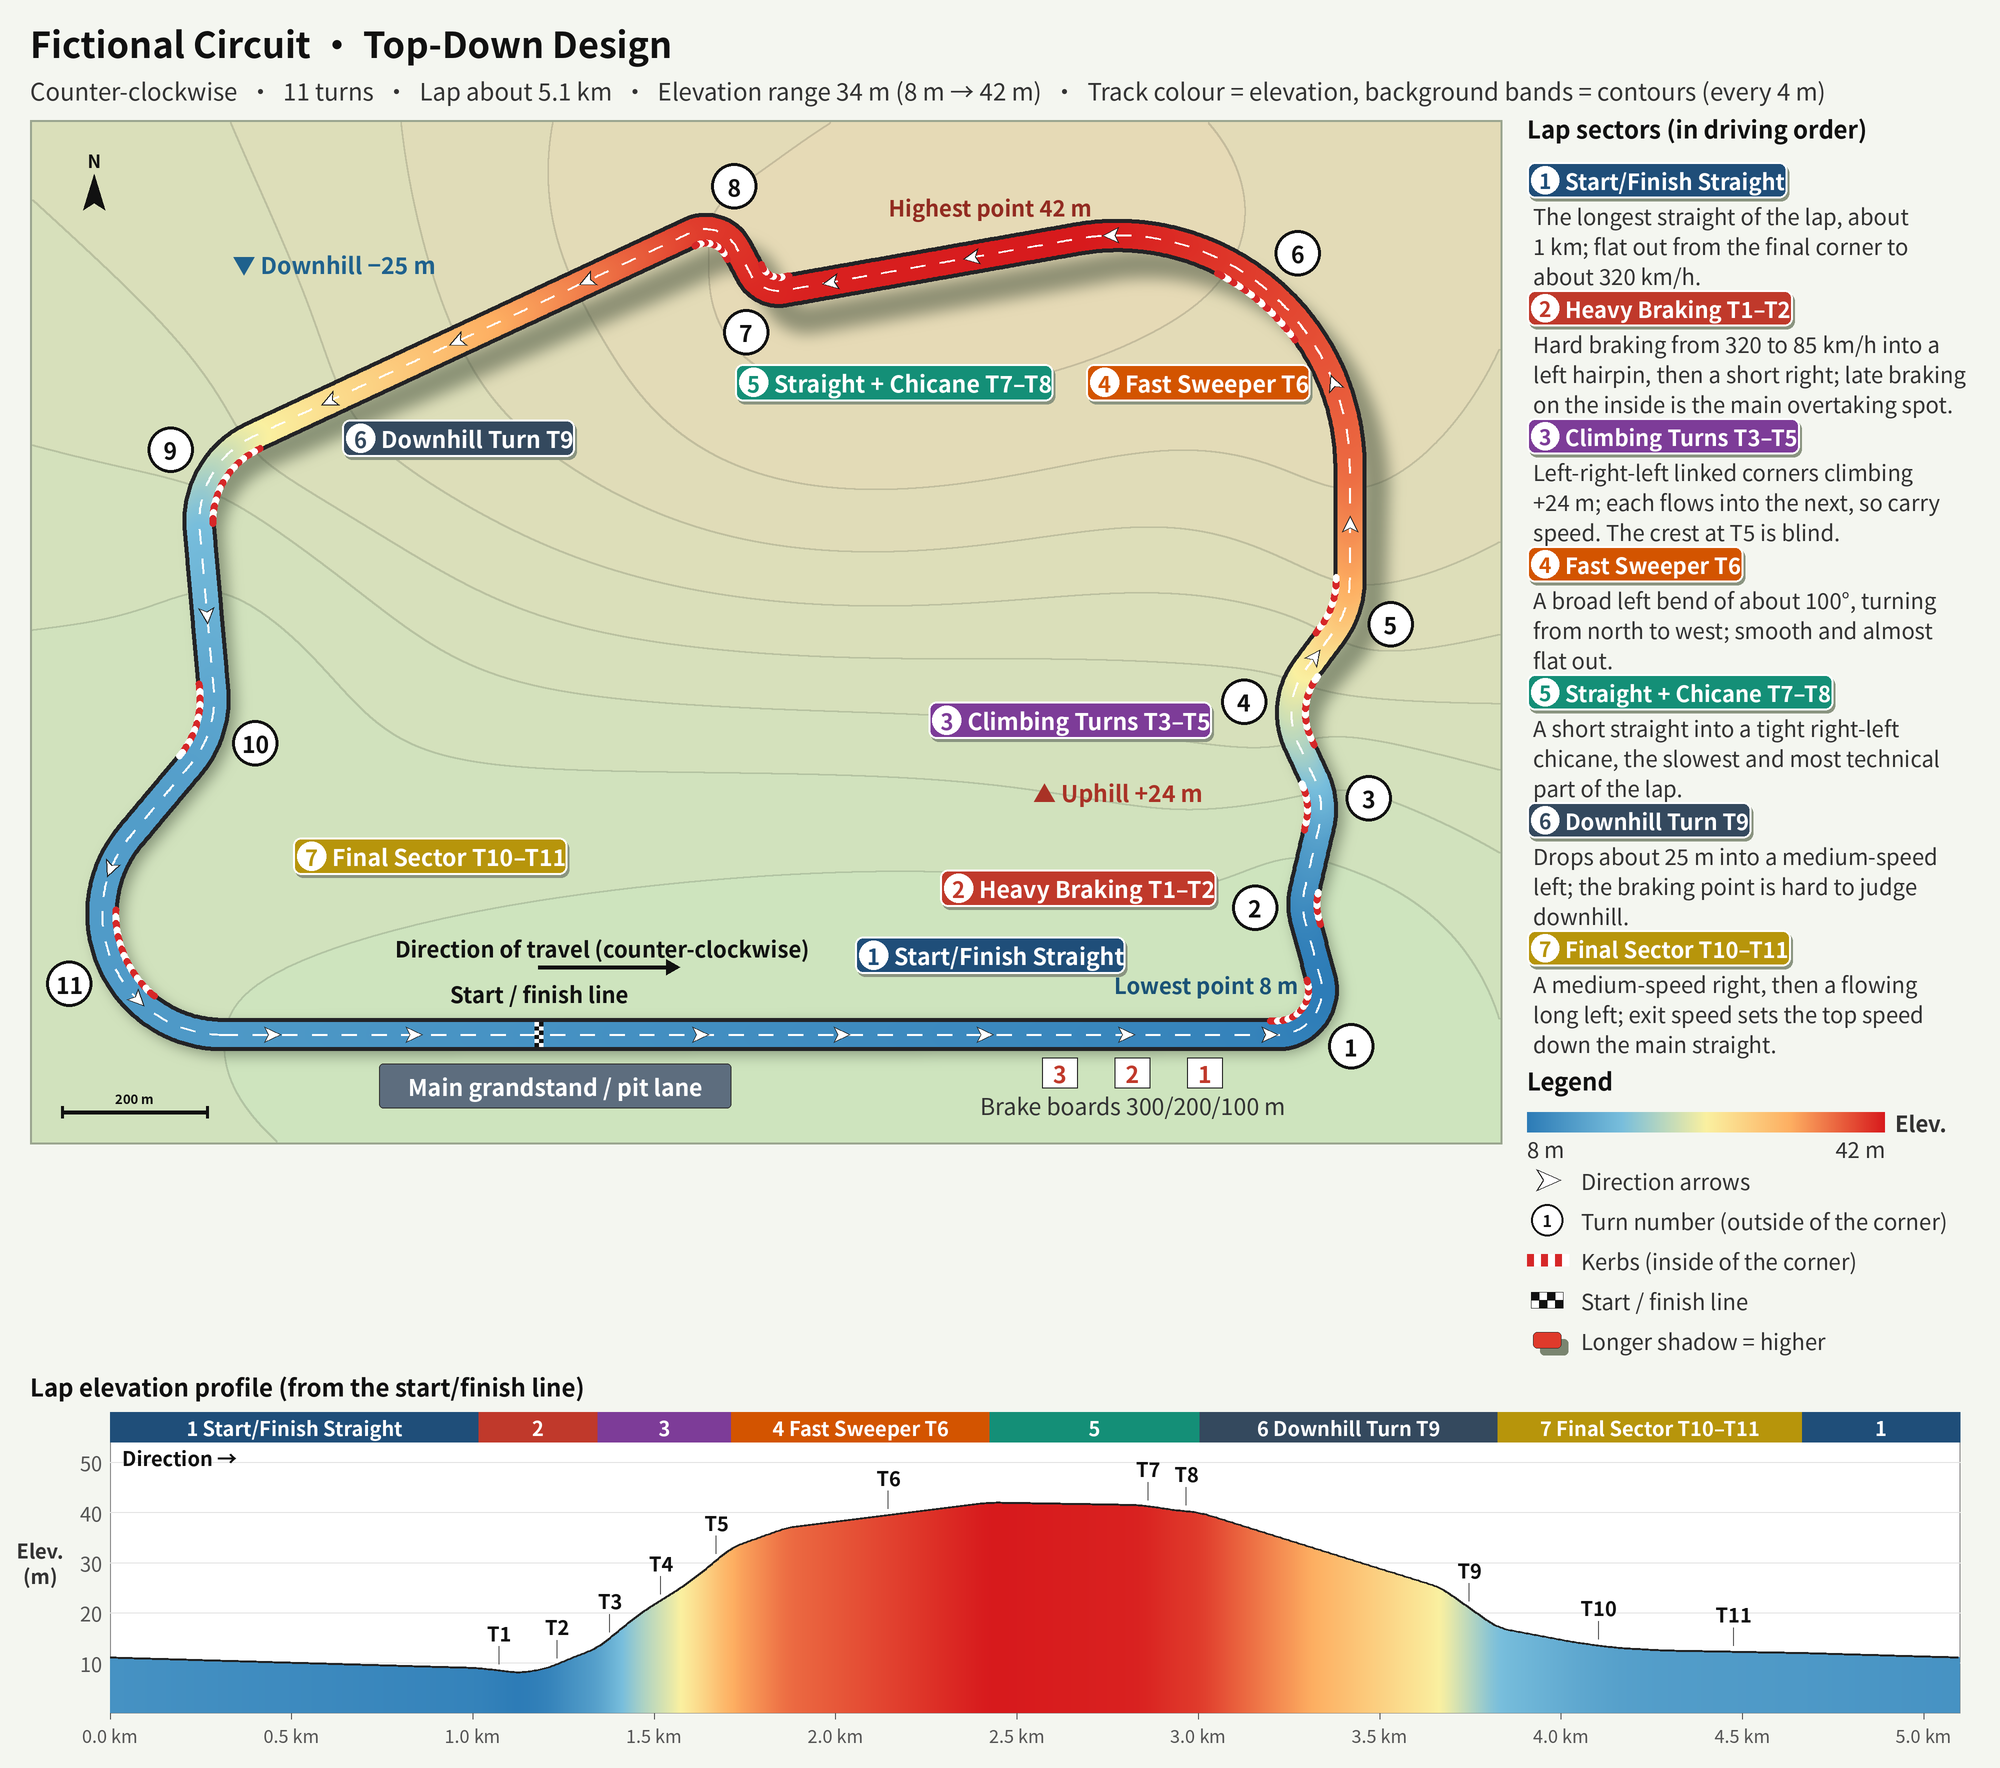 Fictional Circuit • Top-Down Design
Counter-clockwise • 11 turns • Lap about 5.1 km • Elevation range 34 m (8 m → 42 m) • Track colour = elevation, background bands = contours (every 4 m)
N
8
Highest point 42 m
6
▼ Downhill −25 m
7
5 Straight + Chicane T7–T8
4 Fast Sweeper T6
9
6 Downhill Turn T9
5
4
3 Climbing Turns T3–T5
10
▲ Uphill +24 m
3
7 Final Sector T10–T11
2 Heavy Braking T1–T2
2
Direction of travel (counter-clockwise)
1 Start/Finish Straight
11
Start / finish line
Lowest point 8 m
1
Main grandstand / pit lane
3 2 1
Brake boards 300/200/100 m
200 m
Lap sectors (in driving order)
1 Start/Finish Straight
The longest straight of the lap, about
1 km; flat out from the final corner to
about 320 km/h.
2 Heavy Braking T1–T2
Hard braking from 320 to 85 km/h into a
left hairpin, then a short right; late braking
on the inside is the main overtaking spot.
3 Climbing Turns T3–T5
Left-right-left linked corners climbing
+24 m; each flows into the next, so carry
speed. The crest at T5 is blind.
4 Fast Sweeper T6
A broad left bend of about 100°, turning
from north to west; smooth and almost
flat out.
5 Straight + Chicane T7–T8
A short straight into a tight right-left
chicane, the slowest and most technical
part of the lap.
6 Downhill Turn T9
Drops about 25 m into a medium-speed
left; the braking point is hard to judge
downhill.
7 Final Sector T10–T11
A medium-speed right, then a flowing
long left; exit speed sets the top speed
down the main straight.
Legend
Elev.
8 m 42 m
Direction arrows
1 Turn number (outside of the corner)
Kerbs (inside of the corner)
Start / finish line
Longer shadow = higher
Lap elevation profile (from the start/finish line)
1 Start/Finish Straight 2 3 4 Fast Sweeper T6 5 6 Downhill Turn T9 7 Final Sector T10–T11 1
Direction →
Elev.
(m)
50
40
30
20
10
T1
T2
T3
T4
T5
T6
T7
T8
T9
T10
T11
0.0 km 0.5 km 1.0 km 1.5 km 2.0 km 2.5 km 3.0 km 3.5 km 4.0 km 4.5 km 5.0 km